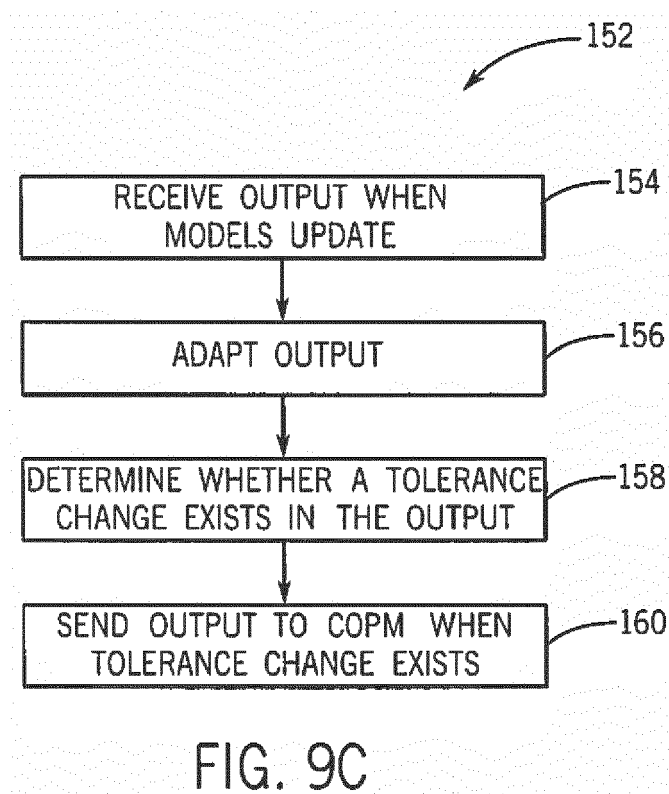 152
RECEIVE OUTPUT WHEN
MODELS UPDATE
154
ADAPT OUTPUT
156
DETERMINE WHETHER A TOLERANCE
CHANGE EXISTS IN THE OUTPUT
158
SEND OUTPUT TO COPM WHEN
TOLERANCE CHANGE EXISTS
160
FIG. 9C